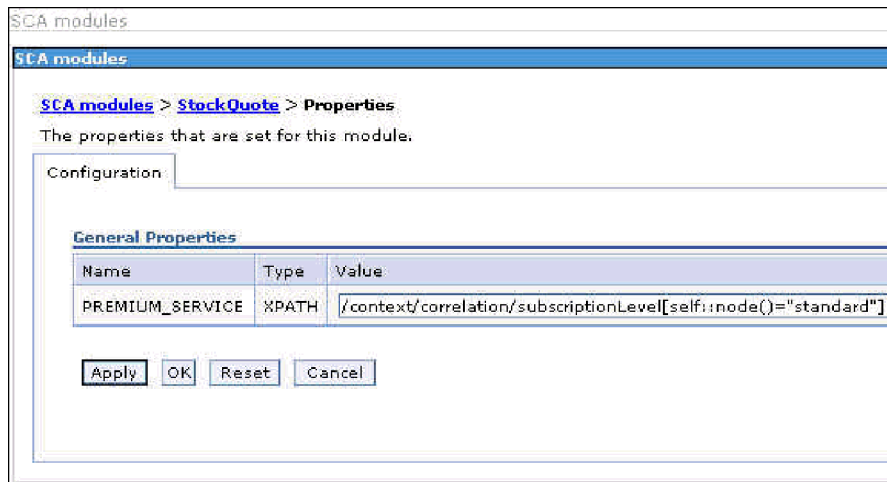 SCA modules
SCA modules
SCA modules > StockQuote > Properties
The properties that are set for this module.
Configuration
General Properties
Name Type Value
PREMIUM_SERVICE XPATH /context/correlation/subscriptionLevel[self::node()="standard"]
Apply OK Reset Cancel